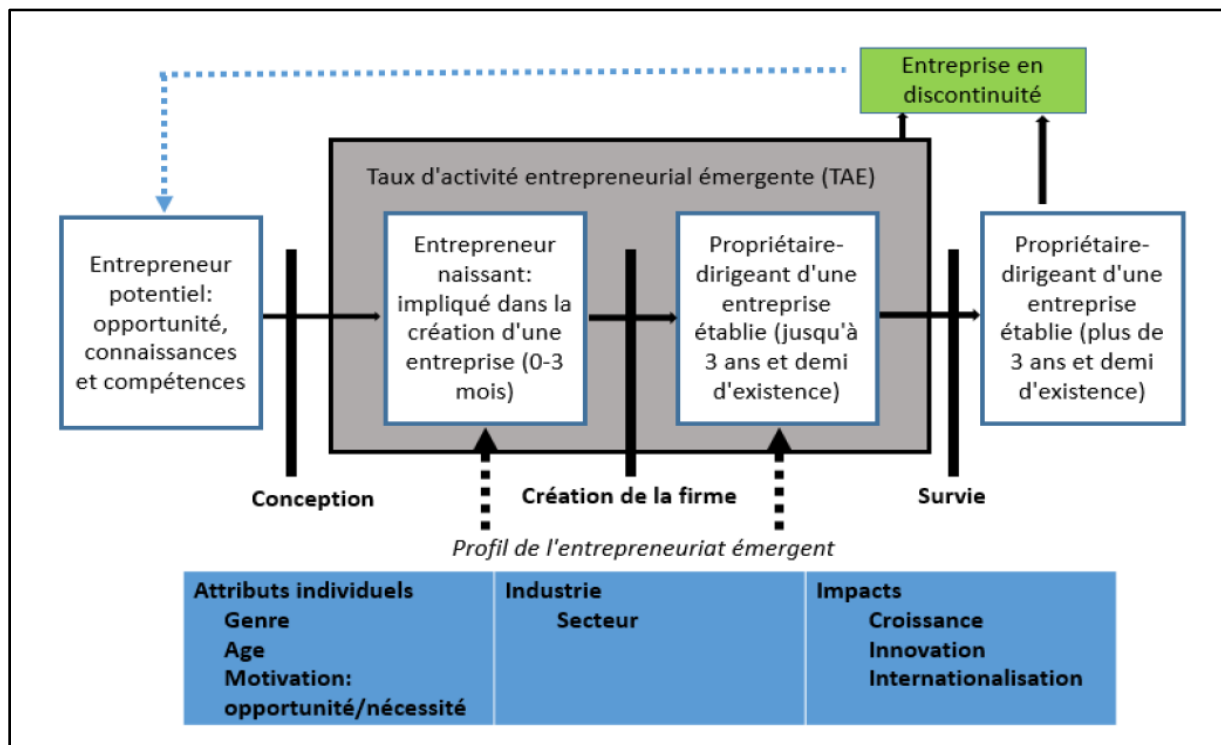 Entreprise en
discontinuité
Taux d'activité entrepreneurial émergente (TAE)
Entrepreneur
potentiel:
opportunité,
connaissances
et compétences
Entrepreneur
naissant:
impliqué dans la
création d'une
entreprise (0-3
mois)
Propriétaire-
dirigeant d'une
entreprise
établie (jusqu'à
3 ans et demi
d'existence)
Propriétaire-
dirigeant d'une
entreprise
établie (plus de
3 ans et demi
d'existence)
Conception
Création de la firme
Survie
Profil de l'entrepreneuriat émergent
Attributs individuels
Genre
Age
Motivation:
opportunité/nécessité
Industrie
Secteur
Impacts
Croissance
Innovation
Internationalisation